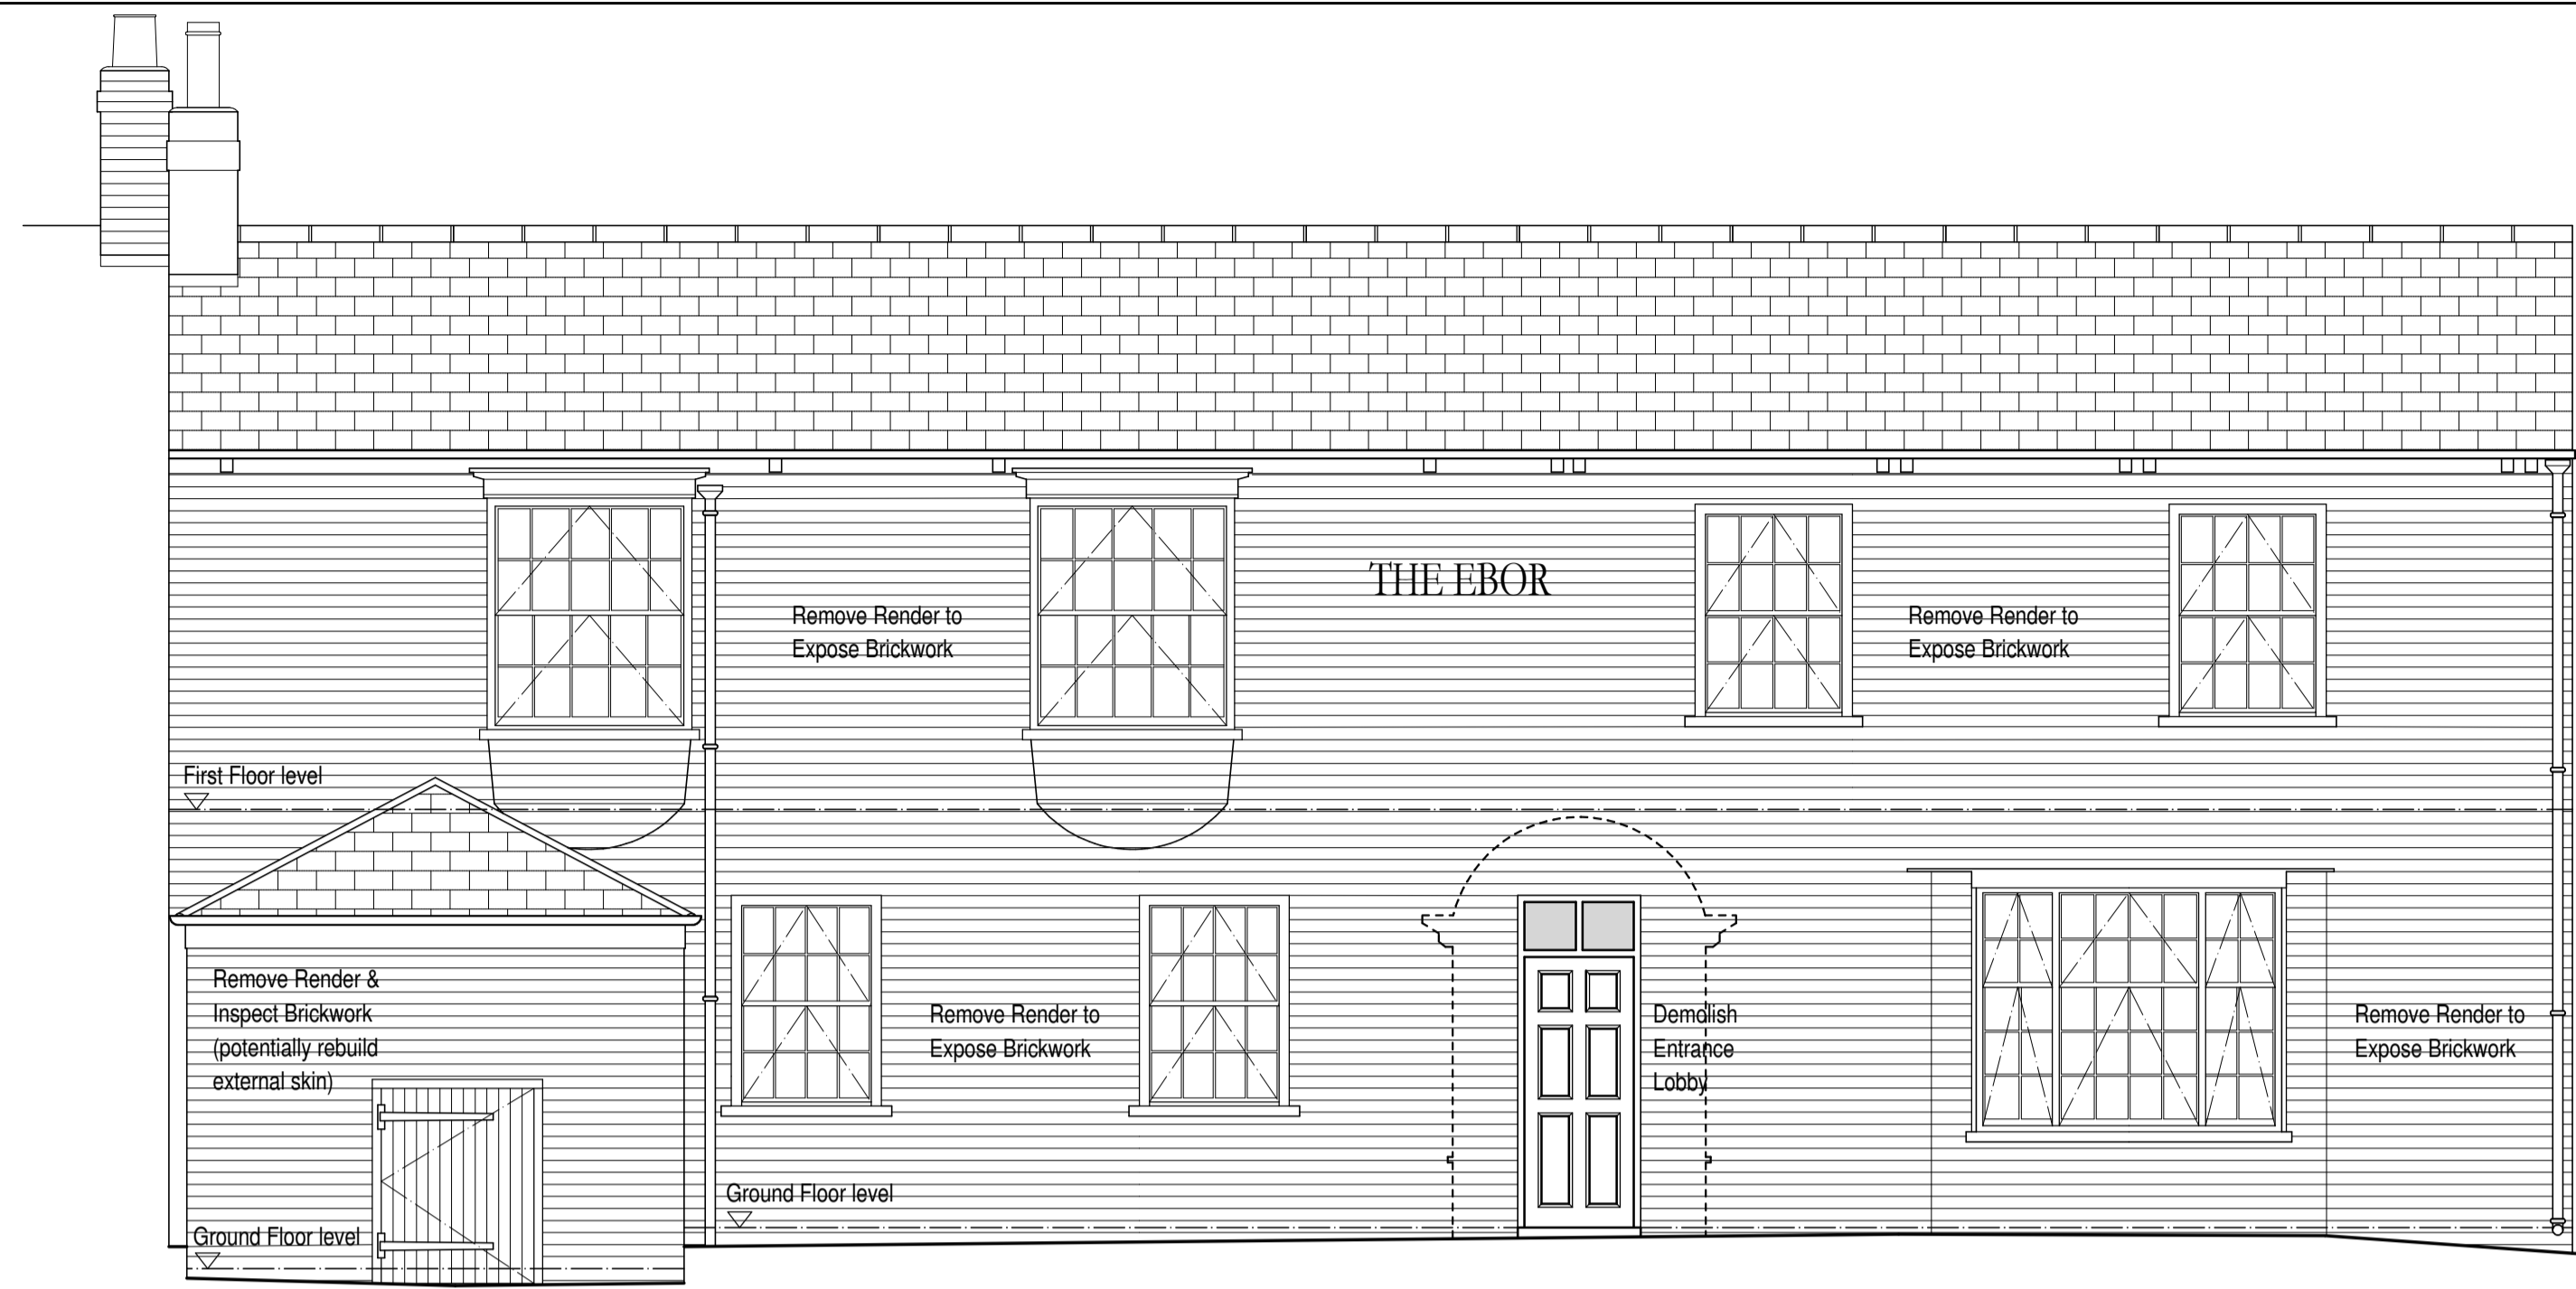 THE EBOR
Remove Render to
Expose Brickwork
Remove Render to
Expose Brickwork
First Floor level
Remove Render &
Inspect Brickwork
(potentially rebuild
external skin)
Remove Render to
Expose Brickwork
Demolish
Entrance
Lobby
Remove Render to
Expose Brickwork
Ground Floor level
Ground Floor level